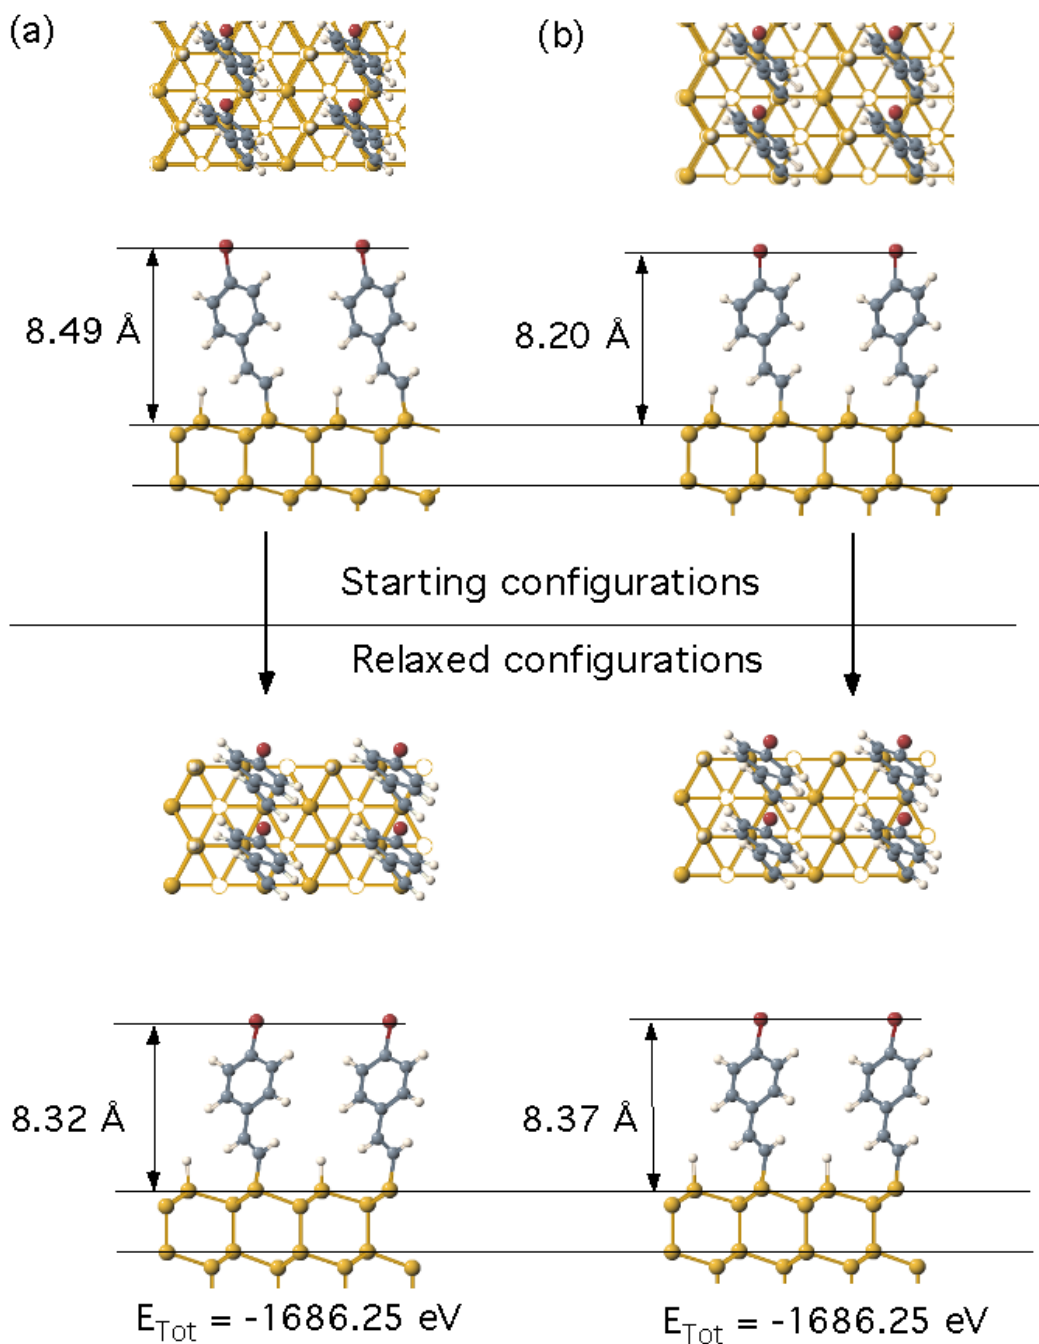 (a)
(b)
8.49 Å
8.20 Å
Starting configurations
Relaxed configurations
8.32 Å
8.37 Å
E_Tot = -1686.25 eV
E_Tot = -1686.25 eV